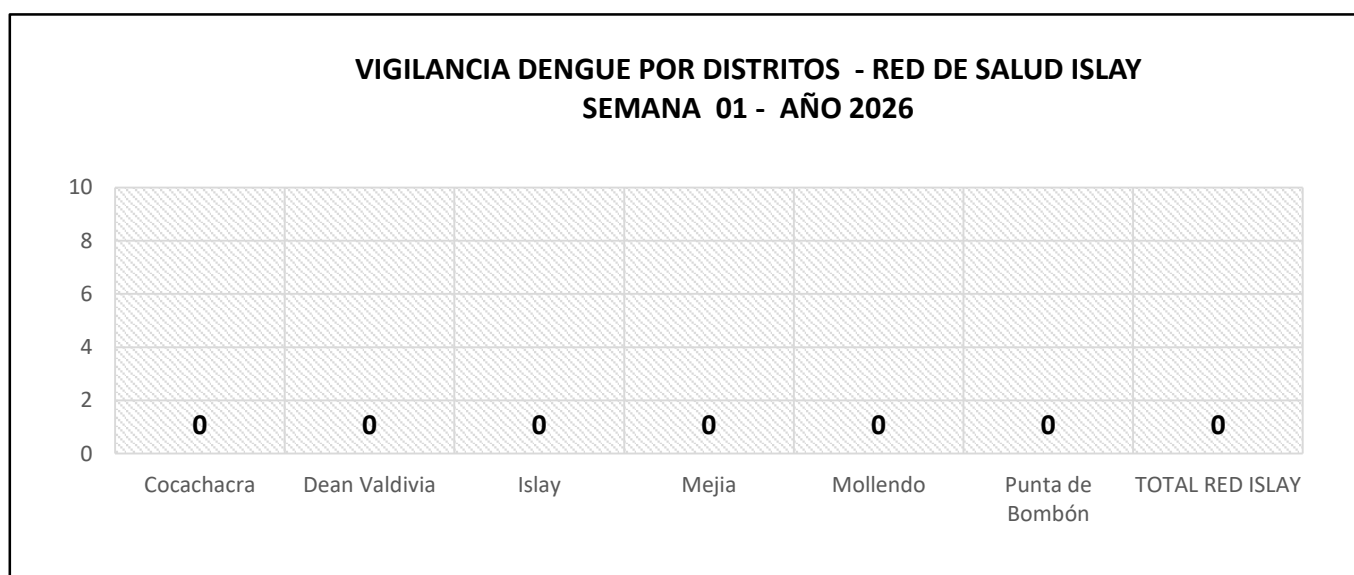 VIGILANCIA DENGUE POR DISTRITOS - RED DE SALUD ISLAY
SEMANA 01 - AÑO 2026
10
8
6
4
2
0
0 0 0 0 0 0 0
Cocachacra Dean Valdivia Islay Mejia Mollendo Punta de Bombón TOTAL RED ISLAY